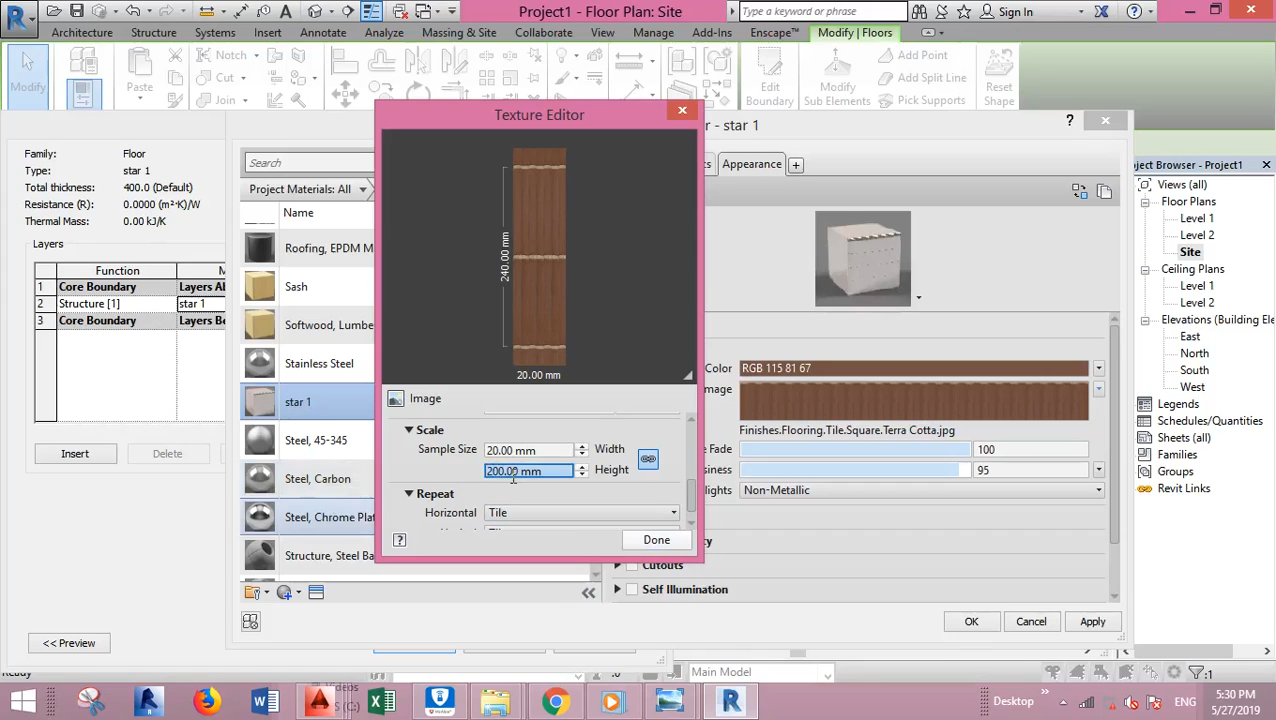 Project1 - Floor Plan: Site
Type a keyword or phrase
Sign In
Architecture
Structure
Systems
Insert
Annotate
Analyze
Massing & Site
Collaborate
View
Manage
Add-Ins
Enscape™
Modify | Floors
Modify
Paste
Notch
Cut
Join
Edit
Boundary
Modify
Sub Elements
Add Point
Add Split Line
Pick Supports
Reset
Shape
Texture Editor
r - star 1
Family:
Floor
Type:
star 1
Total thickness:
400.0 (Default)
Resistance (R):
0.0000 (m²·K)/W
Thermal Mass:
0.00 kJ/K
Layers
Function
M
1
Core Boundary
Layers Al
2
Structure [1]
star 1
3
Core Boundary
Layers Be
Insert
Delete
<< Preview
Ready
Search
Project Materials: All
Name
Roofing, EPDM M
Sash
Softwood, Lumbe
Stainless Steel
star 1
Steel, 45-345
Steel, Carbon
Steel, Chrome Plat
Structure, Steel Ba
240.00 mm
20.00 mm
Image
Scale
Sample Size
20.00 mm
Width
200.00 mm
Height
Repeat
Horizontal
Tile
Done
cs
Appearance
Color
RGB 115 81 67
mage
Finishes.Flooring.Tile.Square.Terra Cotta.jpg
e Fade
100
siness
95
lights
Non-Metallic
ty
Cutouts
Self Illumination
OK
Cancel
Apply
Main Model
:1
oject Browser - Project1
Views (all)
Floor Plans
Level 1
Level 2
Site
Ceiling Plans
Level 1
Level 2
Elevations (Building Ele
East
North
South
West
Legends
Schedules/Quantities
Sheets (all)
Families
Groups
Revit Links
Videos
Desktop
ENG
5:30 PM
5/27/2019